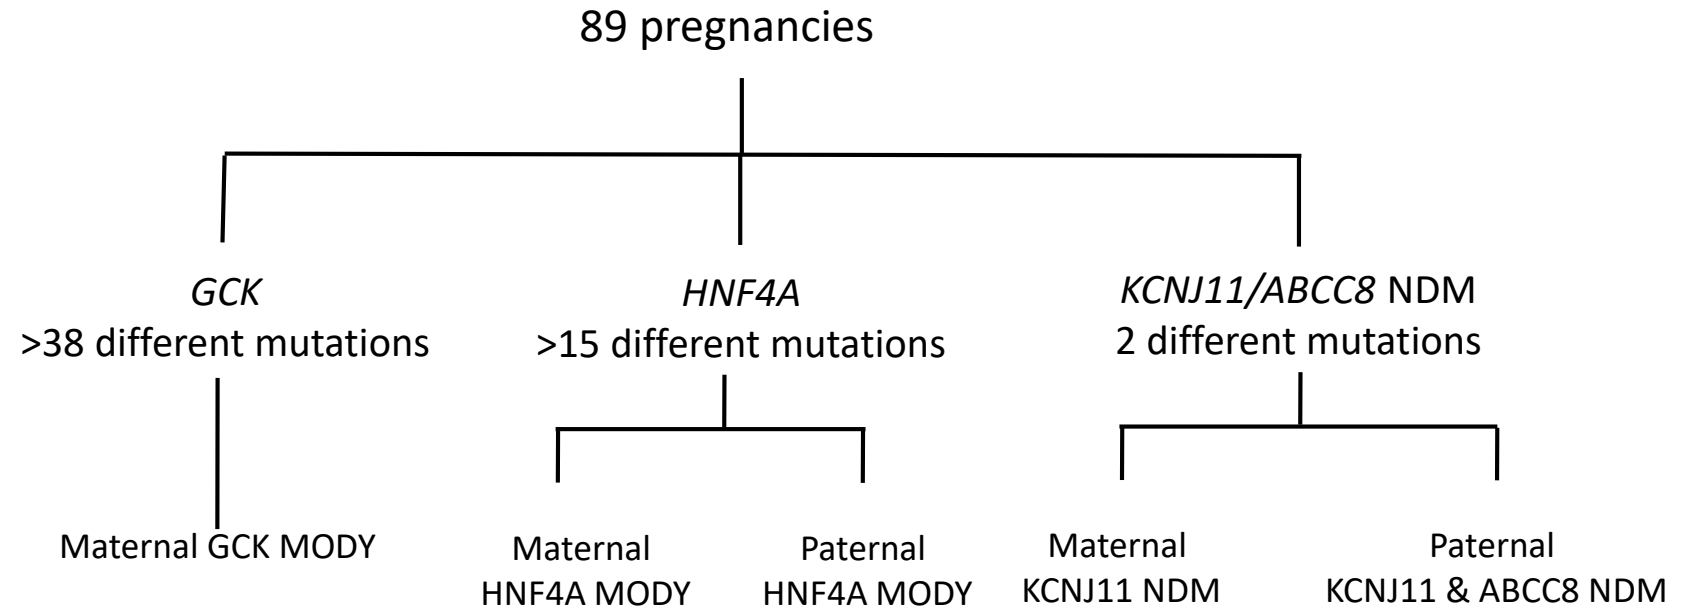 89 pregnancies
GCK
>38 different mutations
HNF4A
>15 different mutations
KCNJ11/ABCC8 NDM
2 different mutations
Maternal GCK MODY
Maternal
HNF4A MODY
Paternal
HNF4A MODY
Maternal
KCNJ11 NDM
Paternal
KCNJ11 & ABCC8 NDM